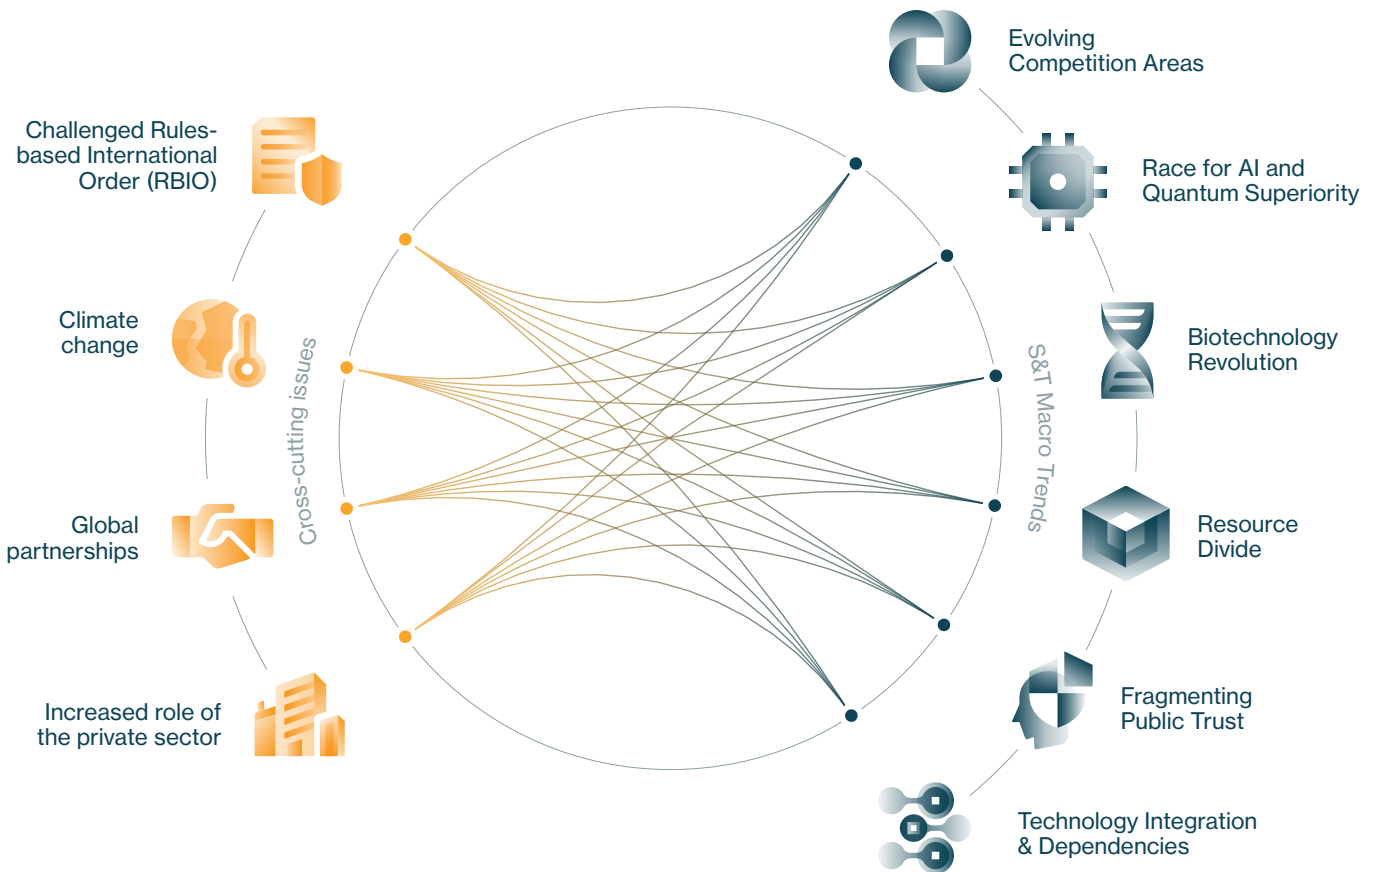 Challenged Rules-
based International
Order (RBIO)
Climate
change
Global
partnerships
Increased role of
the private sector
Cross-cutting issues
S&T Macro Trends
Evolving
Competition Areas
Race for AI and
Quantum Superiority
Biotechnology
Revolution
Resource
Divide
Fragmenting
Public Trust
Technology Integration
& Dependencies